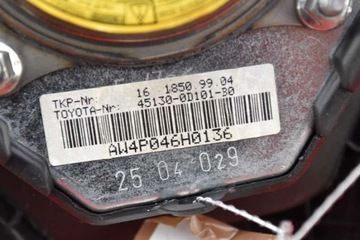 TKP-Nr: 16 1850 99.04
TOYOTA-Nr: 45130-0D101-B0
AW4P046H0136
25 04 029